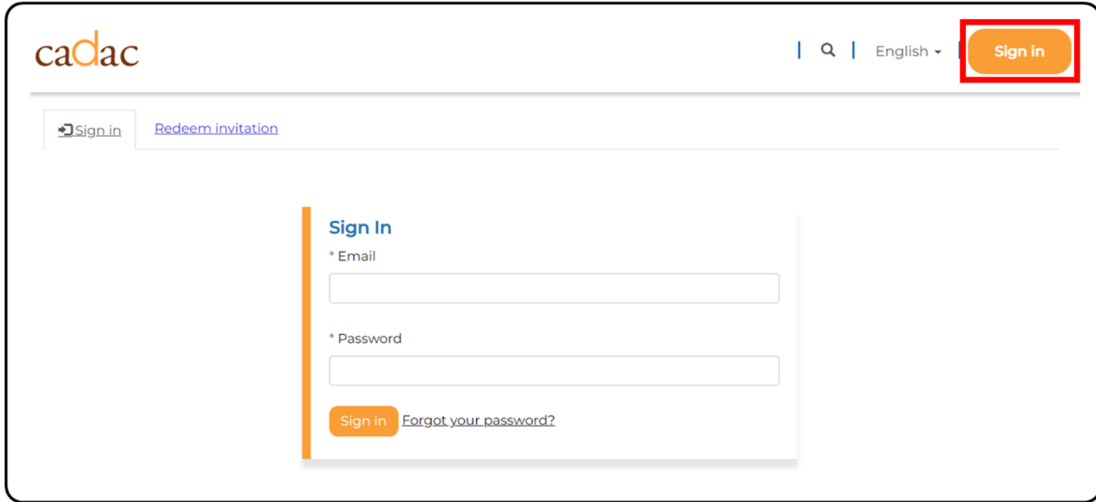 cadac
English
Sign in
Sign in
Redeem invitation
Sign In
* Email
* Password
Sign in
Forgot your password?